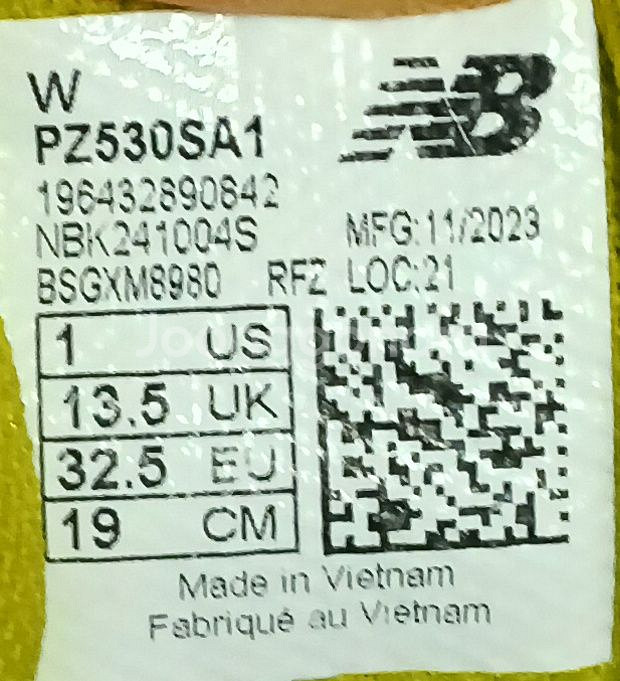 W
PZ530SA1
196432890842
NBK241004S MFG:11/2023
BSGXM8980 RFZ LOC:21
1 US
13.5 UK
32.5 EU
19 CM
Made in Vietnam
Fabriqué au Vietnam